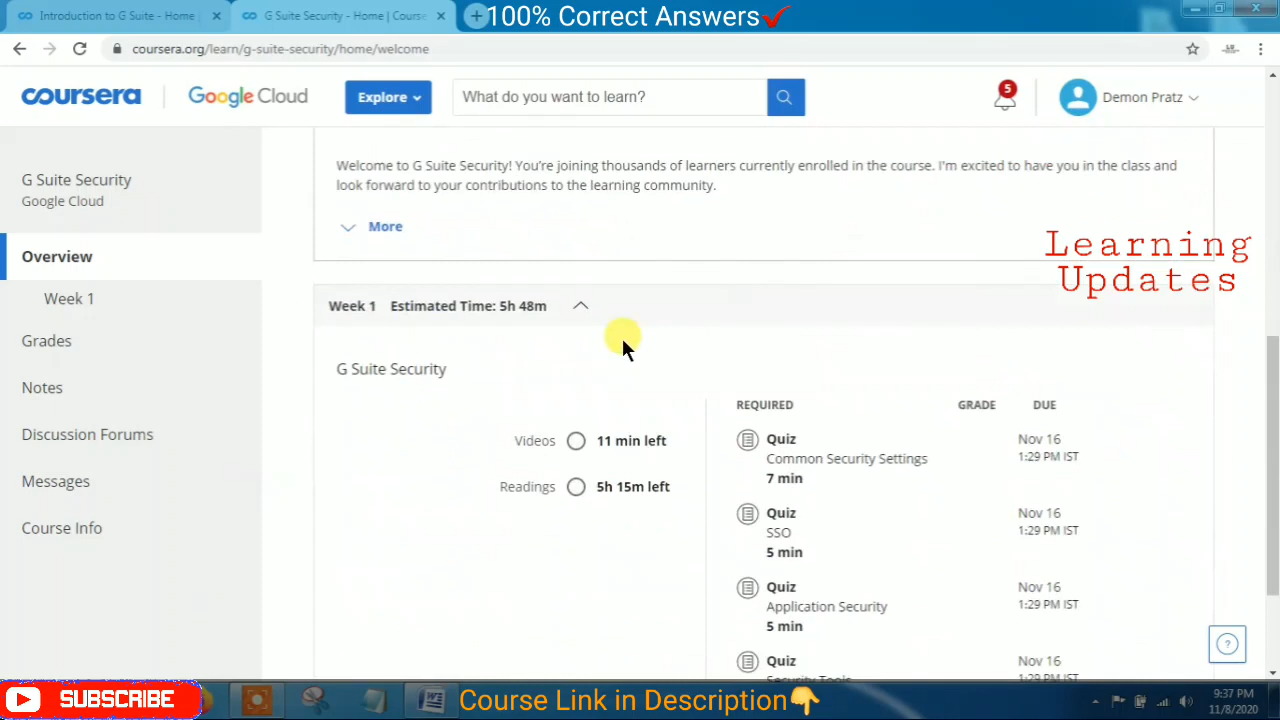 Introduction to G Suite - Home
G Suite Security - Home | Course
100% Correct Answers
coursera.org/learn/g-suite-security/home/welcome
coursera
Google Cloud
Explore
What do you want to learn?
5
Demon Pratz
G Suite Security
Google Cloud
Overview
Week 1
Grades
Notes
Discussion Forums
Messages
Course Info
Welcome to G Suite Security! You're joining thousands of learners currently enrolled in the course. I'm excited to have you in the class and
look forward to your contributions to the learning community.
More
Learning
Updates
Week 1 Estimated Time: 5h 48m
G Suite Security
REQUIRED GRADE DUE
Videos 11 min left
Readings 5h 15m left
Quiz Nov 16
Common Security Settings 1:29 PM IST
7 min
Quiz Nov 16
SSO 1:29 PM IST
5 min
Quiz Nov 16
Application Security 1:29 PM IST
5 min
Quiz Nov 16
Security Tools 1:29 PM IST
?
SUBSCRIBE
Course Link in Description
9:37 PM
11/8/2020